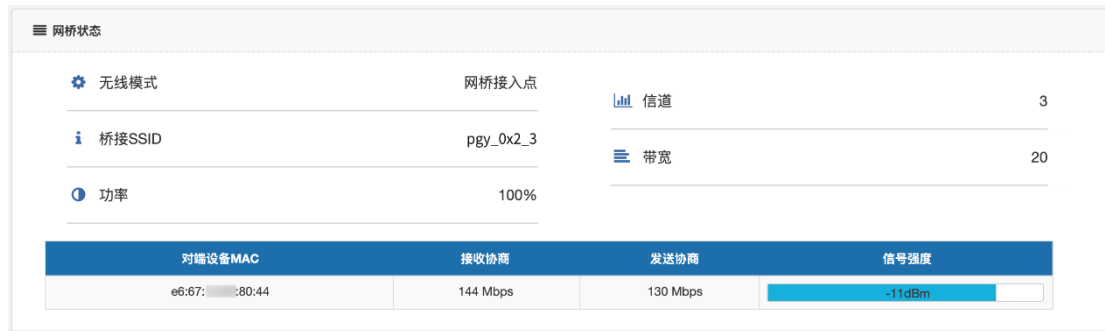 网桥状态
无线模式 网桥接入点
桥接SSID pgy_0x2_3
功率 100%
信道 3
带宽 20
对端设备MAC 接收协商 发送协商 信号强度
e6:67: :80:44 144 Mbps 130 Mbps -11dBm